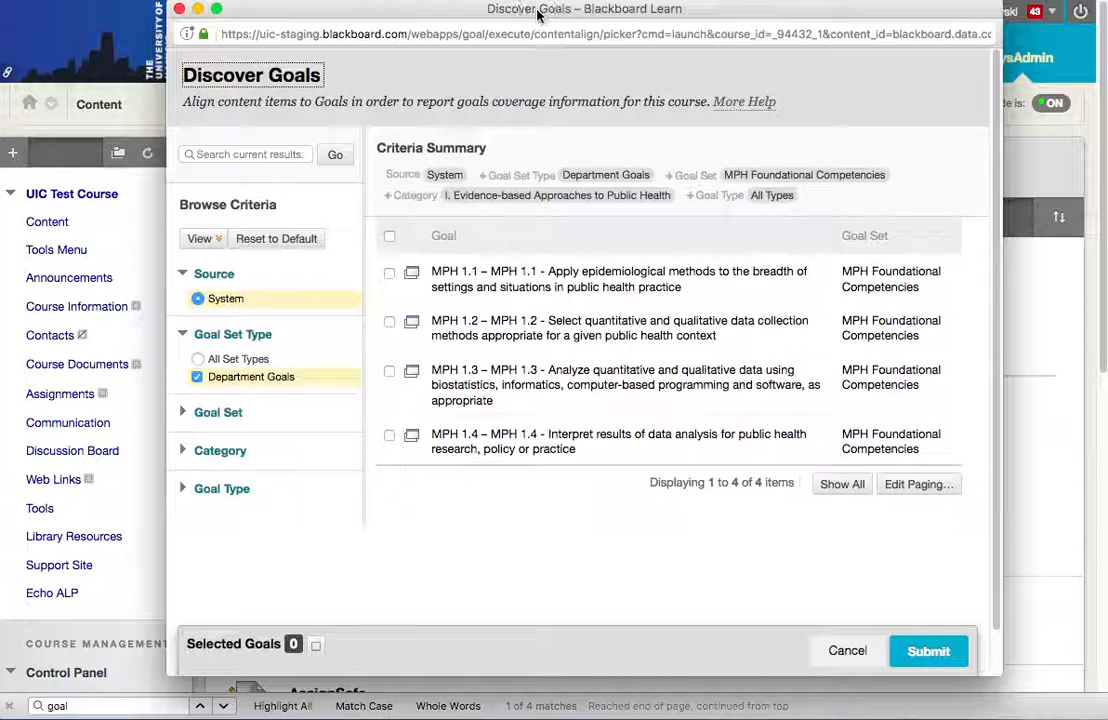 Discover Goals – Blackboard Learn
https://uic-staging.blackboard.com/webapps/goal/execute/contentalign/picker?cmd=launch&course_id=_94432_1&content_id=blackboard.data.co
43
THE UNIVERSITY OF
Content
ON
UIC Test Course
Content
Tools Menu
Announcements
Course Information
Contacts
Course Documents
Assignments
Communication
Discussion Board
Web Links
Tools
Library Resources
Support Site
Echo ALP
COURSE MANAGEMENT
Control Panel
Discover Goals
Align content items to Goals in order to report goals coverage information for this course. More Help
Search current results:
Go
Browse Criteria
View
Reset to Default
Source
System
Goal Set Type
All Set Types
Department Goals
Goal Set
Category
Goal Type
Criteria Summary
Source System + Goal Set Type Department Goals + Goal Set MPH Foundational Competencies
+ Category I. Evidence-based Approaches to Public Health + Goal Type All Types
Goal Goal Set
MPH 1.1 – MPH 1.1 - Apply epidemiological methods to the breadth of
settings and situations in public health practice
MPH Foundational
Competencies
MPH 1.2 – MPH 1.2 - Select quantitative and qualitative data collection
methods appropriate for a given public health context
MPH Foundational
Competencies
MPH 1.3 – MPH 1.3 - Analyze quantitative and qualitative data using
biostatistics, informatics, computer-based programming and software, as
appropriate
MPH Foundational
Competencies
MPH 1.4 – MPH 1.4 - Interpret results of data analysis for public health
research, policy or practice
MPH Foundational
Competencies
Displaying 1 to 4 of 4 items
Show All
Edit Paging...
Selected Goals 0
Cancel
Submit
goal
Highlight All
Match Case
Whole Words
1 of 4 matches
Reached end of page, continued from top